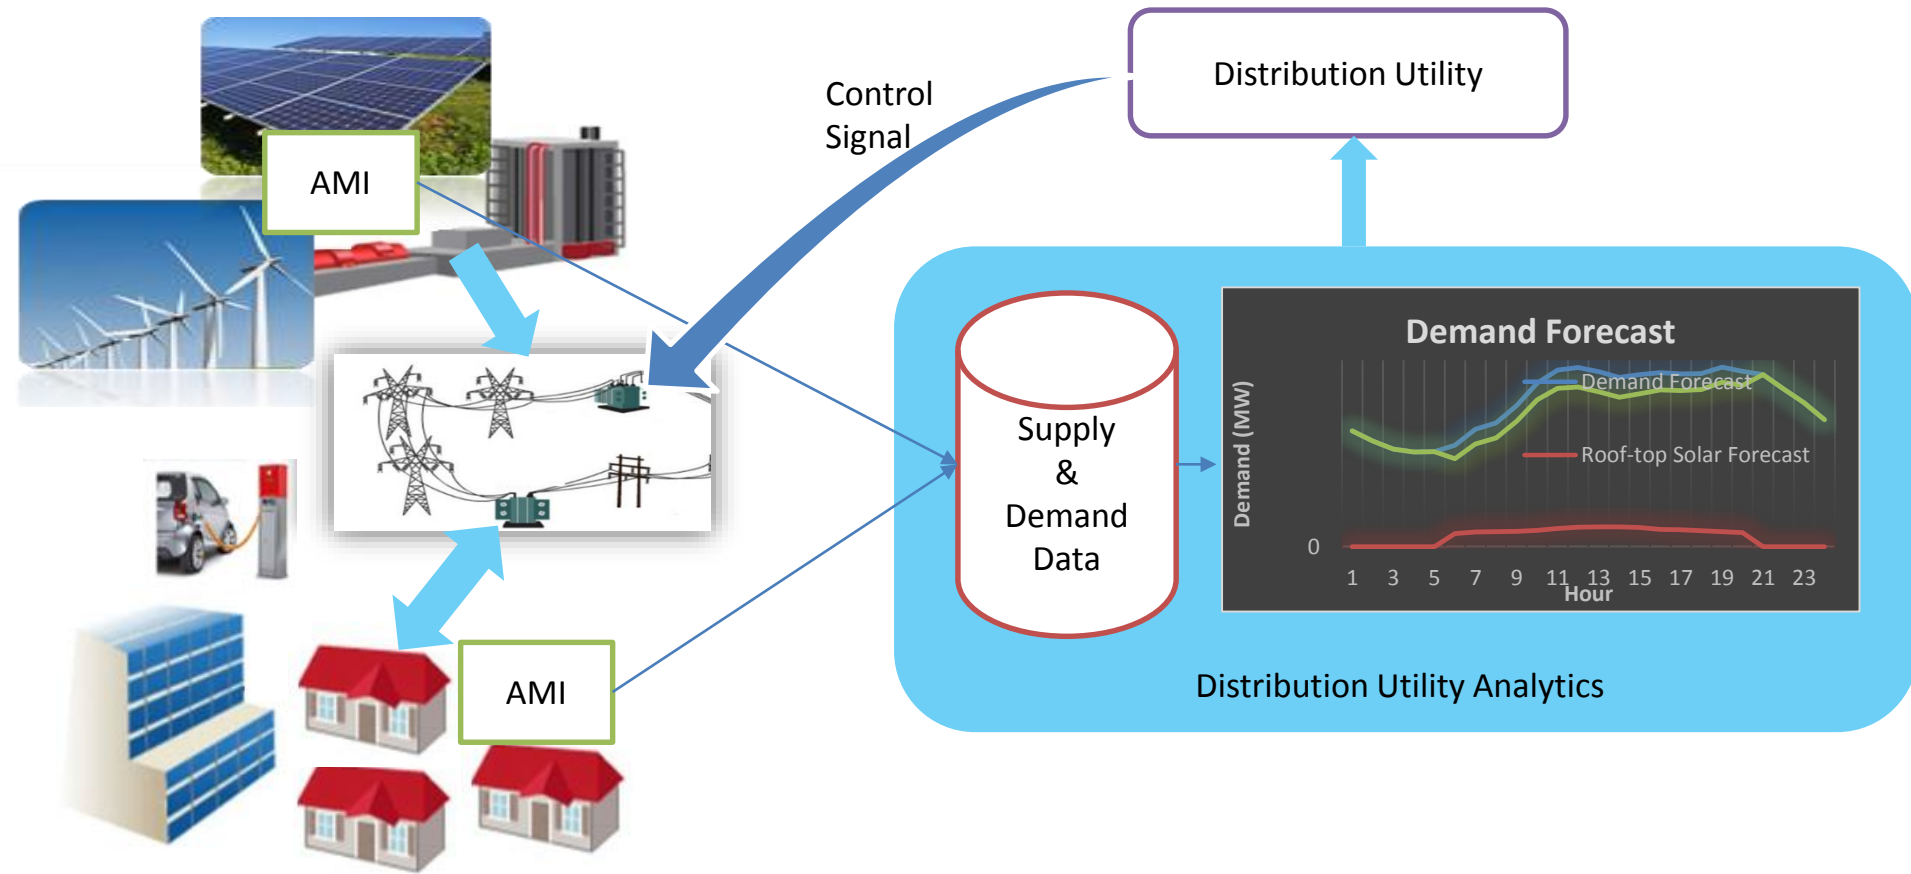 Distribution Utility
Control
Signal
AMI
Demand Forecast
Demand (MW)
Demand Forecast
Roof-top Solar Forecast
0
1 3 5 7 9 11 13 15 17 19 21 23
Hour
Supply
&
Demand
Data
AMI
Distribution Utility Analytics